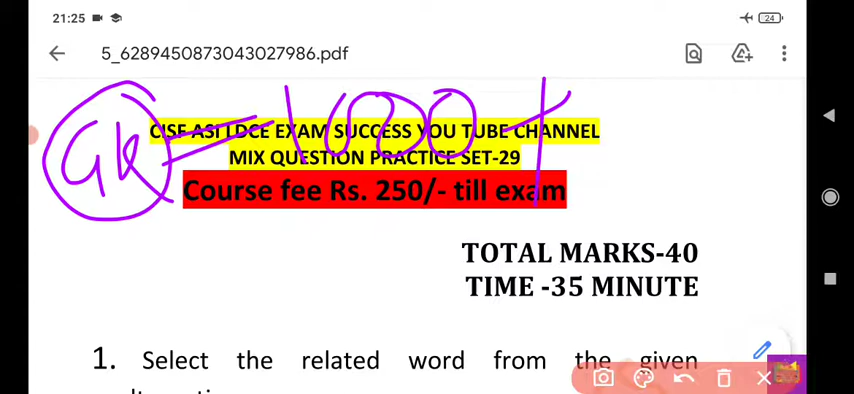 21:25
24
5_6289450873043027986.pdf
GK = 1000 +
CISF ASI LDCE EXAM SUCCESS YOU TUBE CHANNEL
MIX QUESTION PRACTICE SET-29
Course fee Rs. 250/- till exam
TOTAL MARKS-40
TIME -35 MINUTE
1. Select the related word from the given